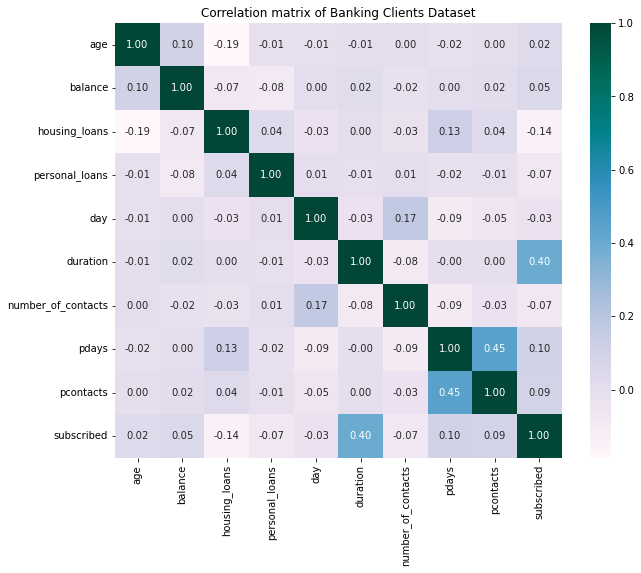 Correlation matrix of Banking Clients Dataset
age 1.00 0.10 -0.19 -0.01 -0.01 -0.01 0.00 -0.02 0.00 0.02
balance 0.10 1.00 -0.07 -0.08 0.00 0.02 -0.02 0.00 0.02 0.05
housing_loans -0.19 -0.07 1.00 0.04 -0.03 0.00 -0.03 0.13 0.04 -0.14
personal_loans -0.01 -0.08 0.04 1.00 0.01 -0.01 0.01 -0.02 -0.01 -0.07
day -0.01 0.00 -0.03 0.01 1.00 -0.03 0.17 -0.09 -0.05 -0.03
duration -0.01 0.02 0.00 -0.01 -0.03 1.00 -0.08 -0.00 0.00 0.40
number_of_contacts 0.00 -0.02 -0.03 0.01 0.17 -0.08 1.00 -0.09 -0.03 -0.07
pdays -0.02 0.00 0.13 -0.02 -0.09 -0.00 -0.09 1.00 0.45 0.10
pcontacts 0.00 0.02 0.04 -0.01 -0.05 0.00 -0.03 0.45 1.00 0.09
subscribed 0.02 0.05 -0.14 -0.07 -0.03 0.40 -0.07 0.10 0.09 1.00
age
balance
housing_loans
personal_loans
day
duration
number_of_contacts
pdays
pcontacts
subscribed
1.0
0.8
0.6
0.4
0.2
0.0